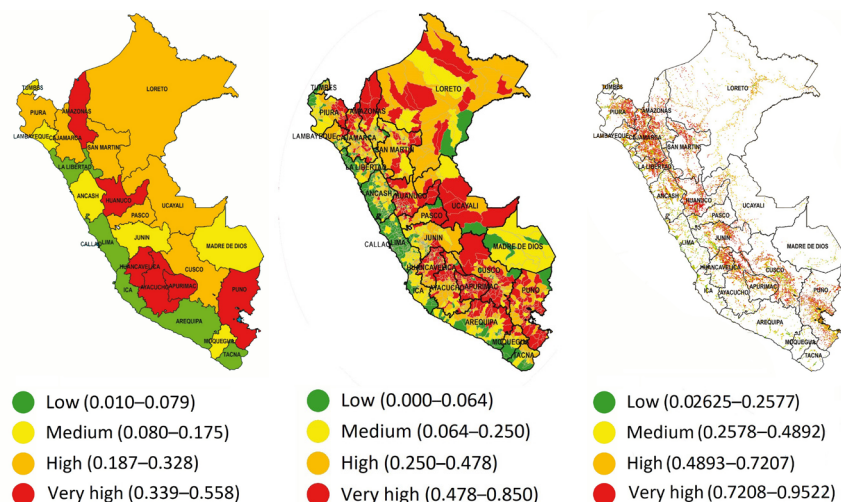 TUMBES
LORETO
PIURA
AMAZONAS
LAMBAYEQUE
CAJAMARCA
SAN MARTIN
LA LIBERTAD
ANCASH
HUANUCO
UCAYALI
PASCO
CALLAO
LIMA
JUNIN
MADRE DE DIOS
HUANCAVELICA
CUSCO
AYACUCHO
APURIMAC
ICA
PUNO
AREQUIPA
MOQUEGUA
TACNA
Low (0.010–0.079)
Medium (0.080–0.175)
High (0.187–0.328)
Very high (0.339–0.558)
TUMBES
LORETO
PIURA
AMAZONAS
LAMBAYEQUE
CAJAMARCA
SAN MARTIN
LA LIBERTAD
ANCASH
HUANUCO
UCAYALI
PASCO
CALLAO
LIMA
JUNIN
MADRE DE DIOS
HUANCAVELICA
CUSCO
AYACUCHO
APURIMAC
ICA
PUNO
AREQUIPA
MOQUEGUA
TACNA
Low (0.000–0.064)
Medium (0.064–0.250)
High (0.250–0.478)
Very high (0.478–0.850)
TUMBES
LORETO
PIURA
AMAZONAS
LAMBAYEQUE
CAJAMARCA
SAN MARTIN
LA LIBERTAD
ANCASH
HUANUCO
UCAYALI
PASCO
LIMA
JUNIN
MADRE DE DIOS
HUANCAVELICA
CUSCO
AYACUCHO
APURIMAC
ICA
PUNO
AREQUIPA
MOQUEGUA
TACNA
Low (0.02625–0.2577)
Medium (0.2578–0.4892)
High (0.4893–0.7207)
Very high (0.7208–0.9522)